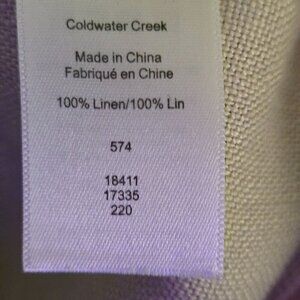 Coldwater Creek
Made in China
Fabriqué en Chine
100% Linen/100% Lin
574
18411
17335
220